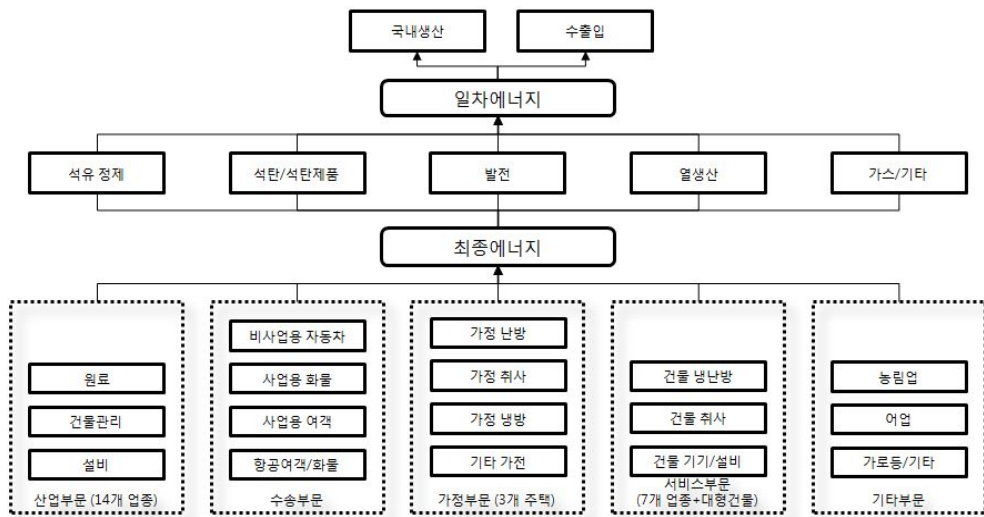 국내생산
수출입
일차에너지
석유 정제
석탄/석탄제품
발전
열생산
가스/기타
최종에너지
원료
건물관리
설비
산업부문 (14개 업종)
비사업용 자동차
사업용 화물
사업용 여객
항공여객/화물
수송부문
가정 난방
가정 취사
가정 냉방
기타 가전
가정부문 (3개 주택)
건물 냉난방
건물 취사
건물 기기/설비
서비스부문
(7개 업종+대형건물)
농림업
어업
가로등/기타
기타부문